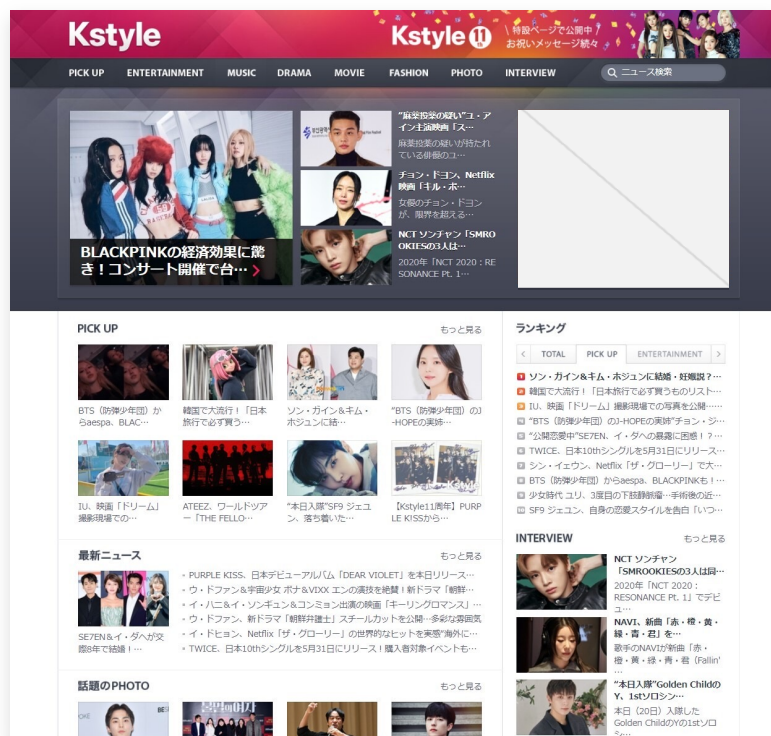 Kstyle
Kstyle 11
特設ページで公開中
お祝いメッセージ続々
PICK UP
ENTERTAINMENT
MUSIC
DRAMA
MOVIE
FASHION
PHOTO
INTERVIEW
ニュース検索
BLACKPINKの経済効果に驚
き！コンサート開催で台…
"麻薬投薬の疑い"ユ・ア
イン主演映画「ス…
麻薬投薬の疑いが持たれ
ている俳優のユ…
チョン・ドヨン、Netflix
映画「キル・ボ…
女優のチョン・ドヨン
が、限界を超える…
NCT ソンチャン「SMRO
OKIESの3人は…
2020年「NCT 2020 : RE
SONANCE Pt. 1…
PICK UP
もっと見る
BTS（防弾少年団）か
らaespa、BLAC…
韓国で大流行！「日本
旅行で必ず買う…
ソン・ガイン＆キム・
ホジュンに結…
"BTS（防弾少年団）のJ
-HOPEの実姉…
IU、映画「ドリーム」
撮影現場での…
ATEEZ、ワールドツア
ー「THE FELLO…
"本日入隊"SF9 ジェユ
ン、落ち着いた…
【Kstyle11周年】PURP
LE KISSから…
最新ニュース
もっと見る
SE7EN＆イ・ダヘが交
際8年で結婚！…
PURPLE KISS、日本デビューアルバム「DEAR VIOLET」を本日リリース…
ウ・ドファン＆宇宙少女 ボナ＆VIXX エンの演技を絶賛！新ドラマ「朝鮮…
イ・ハニ＆イ・ソンギュン＆コンミョン出演の映画「キーリングロマンス」…
ウ・ドファン、新ドラマ「朝鮮弁護士」スチールカットを公開…多彩な雰囲気
イ・ドヒョン、Netflix「ザ・グローリー」の世界的なヒットを実感"海外に…
TWICE、日本10thシングルを5月31日にリリース！購入者対象イベントも…
話題のPHOTO
もっと見る
ランキング
TOTAL
PICK UP
ENTERTAINMENT
1 ソン・ガイン＆キム・ホジュンに結婚・妊娠説？…
2 韓国で大流行！「日本旅行で必ず買うものリスト…
3 IU、映画「ドリーム」撮影現場での写真を公開……
4 "BTS（防弾少年団）のJ-HOPEの実姉"チョン・ジ…
5 "公開恋愛中"SE7EN、イ・ダへの暴露に困惑！？…
6 TWICE、日本10thシングルを5月31日にリリース…
7 シン・イェウン、Netflix「ザ・グローリー」で大…
8 BTS（防弾少年団）からaespa、BLACKPINKも！…
9 少女時代 ユリ、3度目の下肢静脈瘤…手術後の近…
10 SF9 ジェユン、自身の恋愛スタイルを告白「いつ…
INTERVIEW
もっと見る
NCT ソンチャン
「SMROOKIESの3人は同…
2020年「NCT 2020 :
RESONANCE Pt. 1」でデビ
ュ…
NAVI、新曲「赤・橙・黄・
緑・青・君」を…
歌手のNAVIが新曲「赤・
橙・黄・緑・青・君（Fallin'
…
"本日入隊"Golden Childの
Y、1stソロシン…
本日（20日）入隊した
Golden ChildのYの1stソロ
シ…